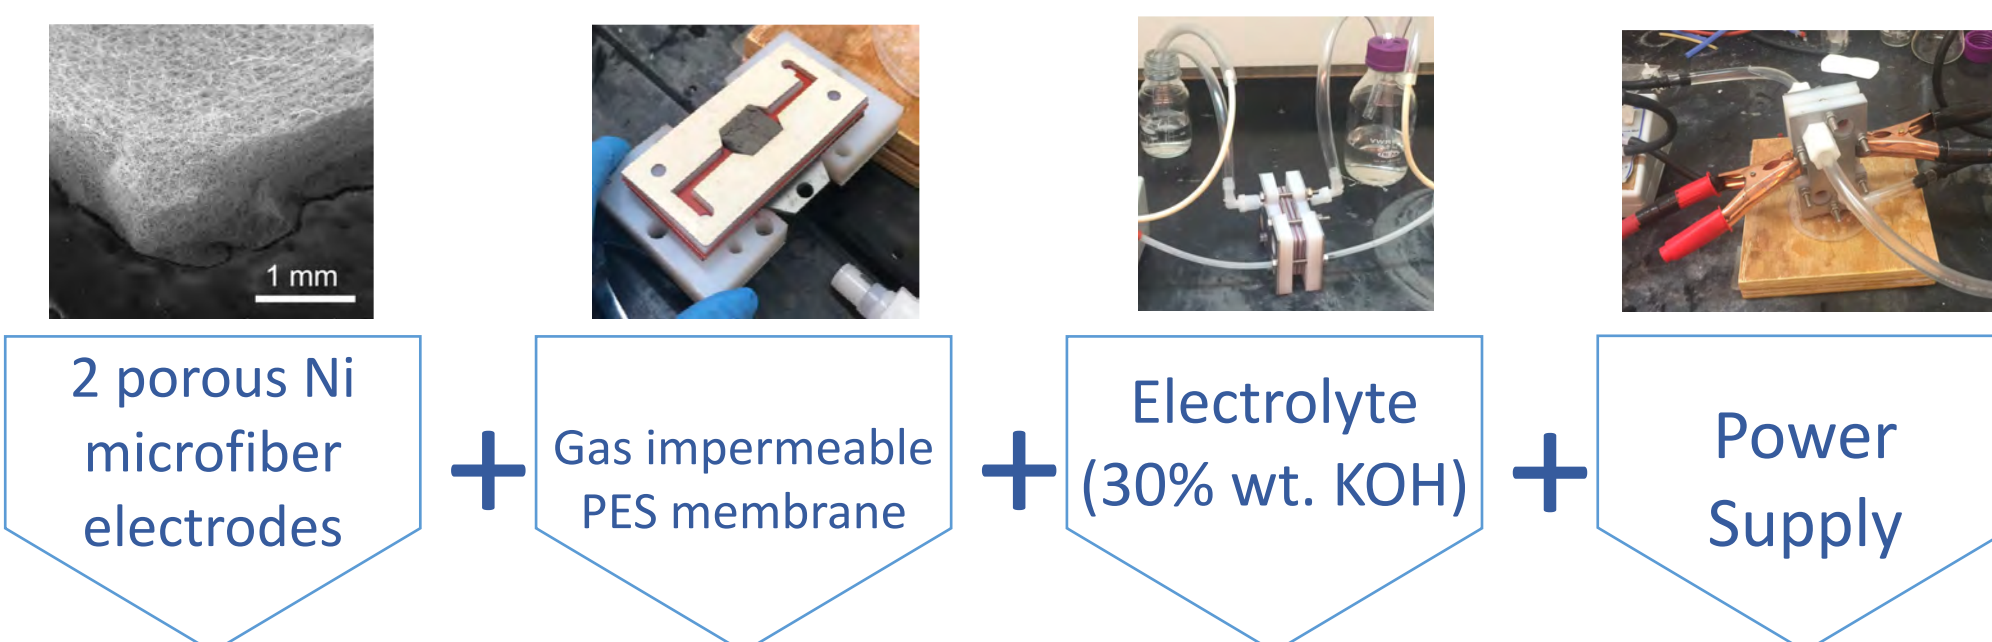 1 mm
2 porous Ni
microfiber
electrodes
+
Gas impermeable
PES membrane
+
Electrolyte
(30% wt. KOH)
+
Power
Supply